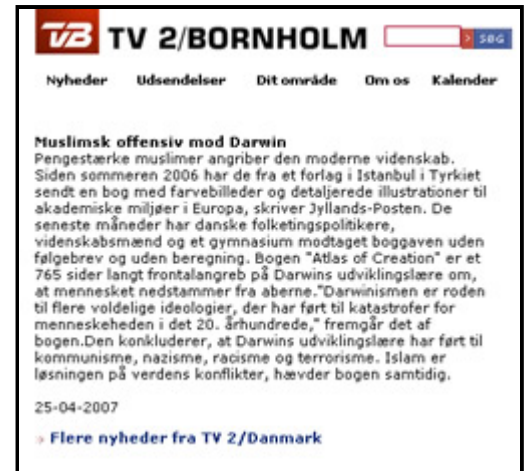 TV 2/BORNHOLM
SØG
Nyheder Udsendelser Dit område Om os Kalender
Muslimsk offensiv mod Darwin
Pengestærke muslimer angriber den moderne videnskab.
Siden sommeren 2006 har de fra et forlag i Istanbul i Tyrkiet
sendt en bog med farvebilleder og detaljerede illustrationer til
akademiske miljøer i Europa, skriver Jyllands-Posten. De
seneste måneder har danske folketingspolitikere,
videnskabsmænd og et gymnasium modtaget boggaven uden
følgebrev og uden beregning. Bogen "Atlas of Creation" er et
765 sider langt frontalangreb på Darwins udviklingslære om,
at mennesket nedstammer fra aberne."Darwinismen er roden
til flere voldelige ideologier, der har ført til katastrofer for
menneskeheden i det 20. århundrede," fremgår det af
bogen.Den konkluderer, at Darwins udviklingslære har ført til
kommunisme, nazisme, racisme og terrorisme. Islam er
løsningen på verdens konflikter, hævder bogen samtidig.
25-04-2007
» Flere nyheder fra TV 2/Danmark